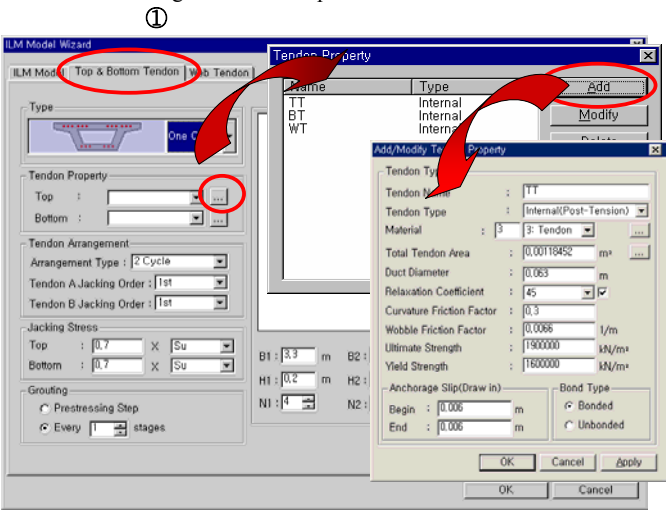 ①
ILM Model Wizard
ILM Model
Top & Bottom Tendon
Web Tendon
Type
One
Tendon Property
Top :
...
Bottom :
...
Tendon Arrangement
Arrangement Type : 2 Cycle
Tendon A Jacking Order : 1st
Tendon B Jacking Order : 1st
Jacking Stress
Top : 0,7 X Su
Bottom : 0,7 X Su
Grouting
Prestressing Step
Every 1 stages
B1 : 3,3 m B2 :
H1 : 0,2 m H2 :
N1 : 4 N2 :
OK Cancel
Tendon Property
Name Type
TT Internal
BT Internal
WT Internal
Add
Modify
Delete
Add/Modify Tendon Property
Tendon Type
Tendon Name : TT
Tendon Type : Internal(Post-Tension)
Material : 3 3: Tendon ...
Total Tendon Area : 0,00118452 m² ...
Duct Diameter : 0,063 m
Relaxation Coefficient : 45
Curvature Friction Factor : 0,3
Wobble Friction Factor : 0,0066 1/m
Ultimate Strength : 1900000 kN/m²
Yield Strength : 1600000 kN/m²
Anchorage Slip(Draw in)
Begin : 0,006 m
End : 0,006 m
Bond Type
Bonded
Unbonded
OK Cancel Apply